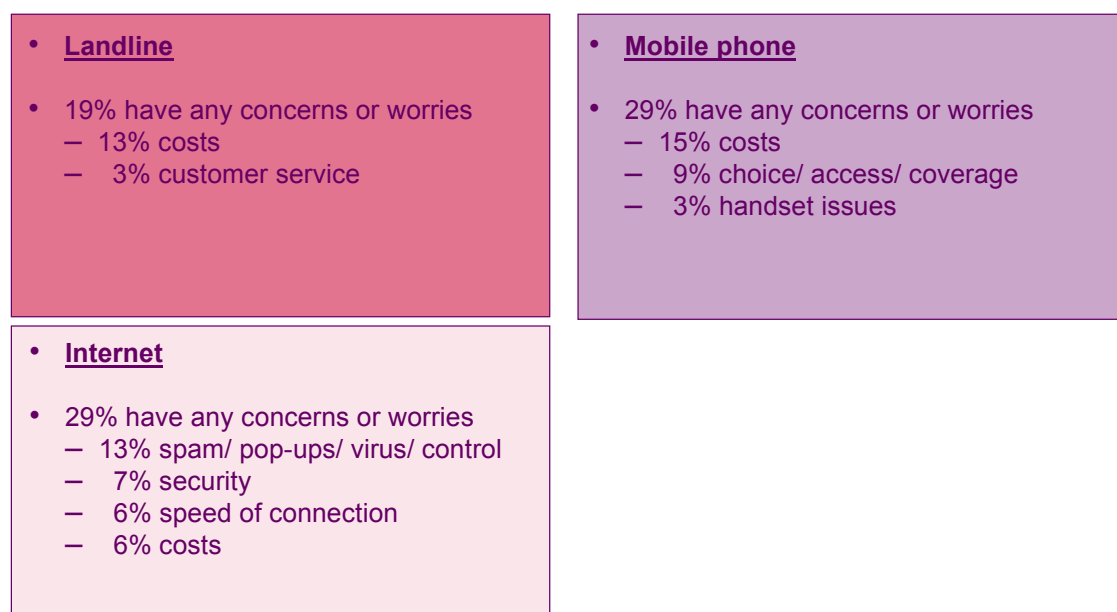 • Landline
• 19% have any concerns or worries
– 13% costs
– 3% customer service
• Mobile phone
• 29% have any concerns or worries
– 15% costs
– 9% choice/ access/ coverage
– 3% handset issues
• Internet
• 29% have any concerns or worries
– 13% spam/ pop-ups/ virus/ control
– 7% security
– 6% speed of connection
– 6% costs